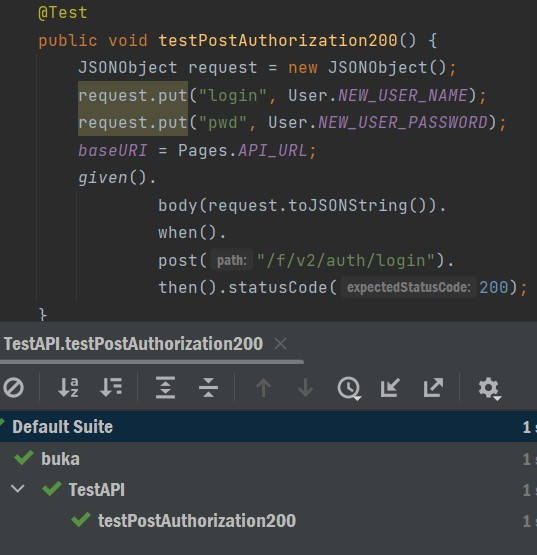 @Test
public void testPostAuthorization200() {
JSONObject request = new JSONObject();
request.put("login", User.NEW_USER_NAME);
request.put("pwd", User.NEW_USER_PASSWORD);
baseURI = Pages.API_URL;
given().
body(request.toJSONString()).
when().
post( path: "/f/v2/auth/login").
then().statusCode( expectedStatusCode: 200);
}
TestAPI.testPostAuthorization200
Default Suite 1 s
buka 1 s
TestAPI 1 s
testPostAuthorization200 1 s